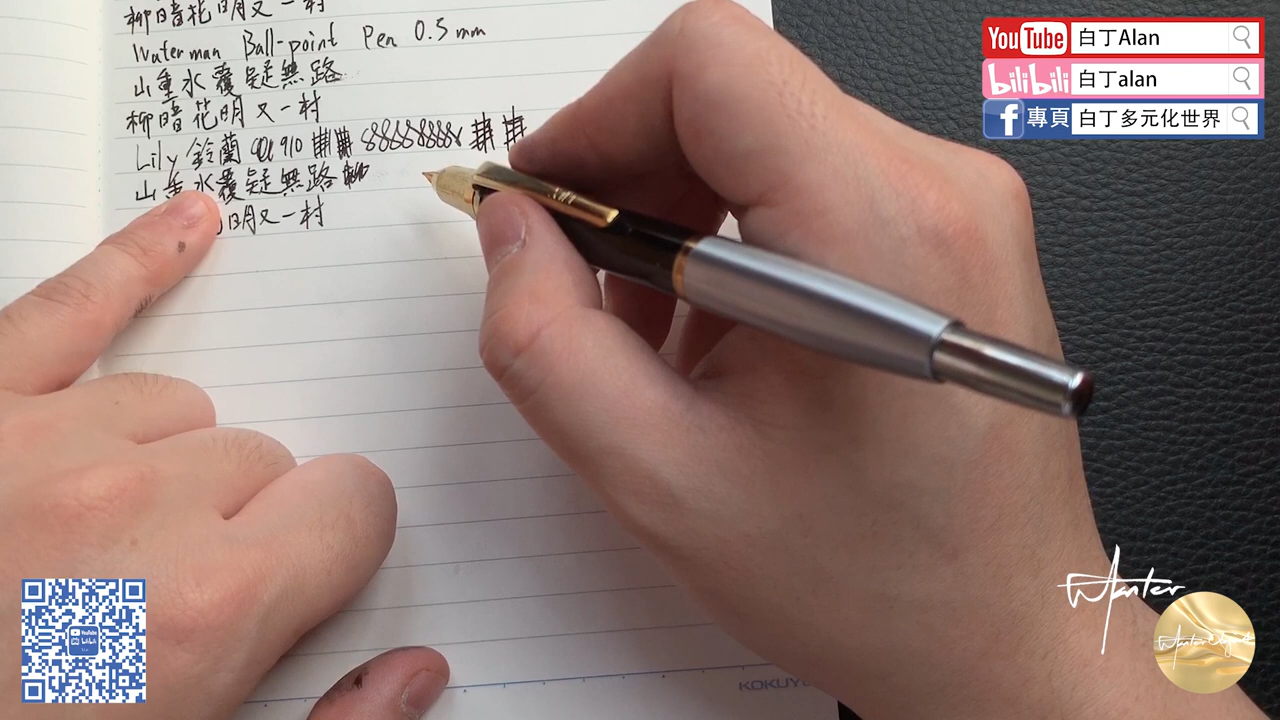 柳暗花明又一村
Waterman Ball-point Pen 0.5mm
山重水覆疑無路
柳暗花明又一村
Lily 鈴蘭 910
山重水覆疑無路
明又一村
KOKUYO
YouTube 白丁Alan
bilibili 白丁alan
f 專頁 白丁多元化世界